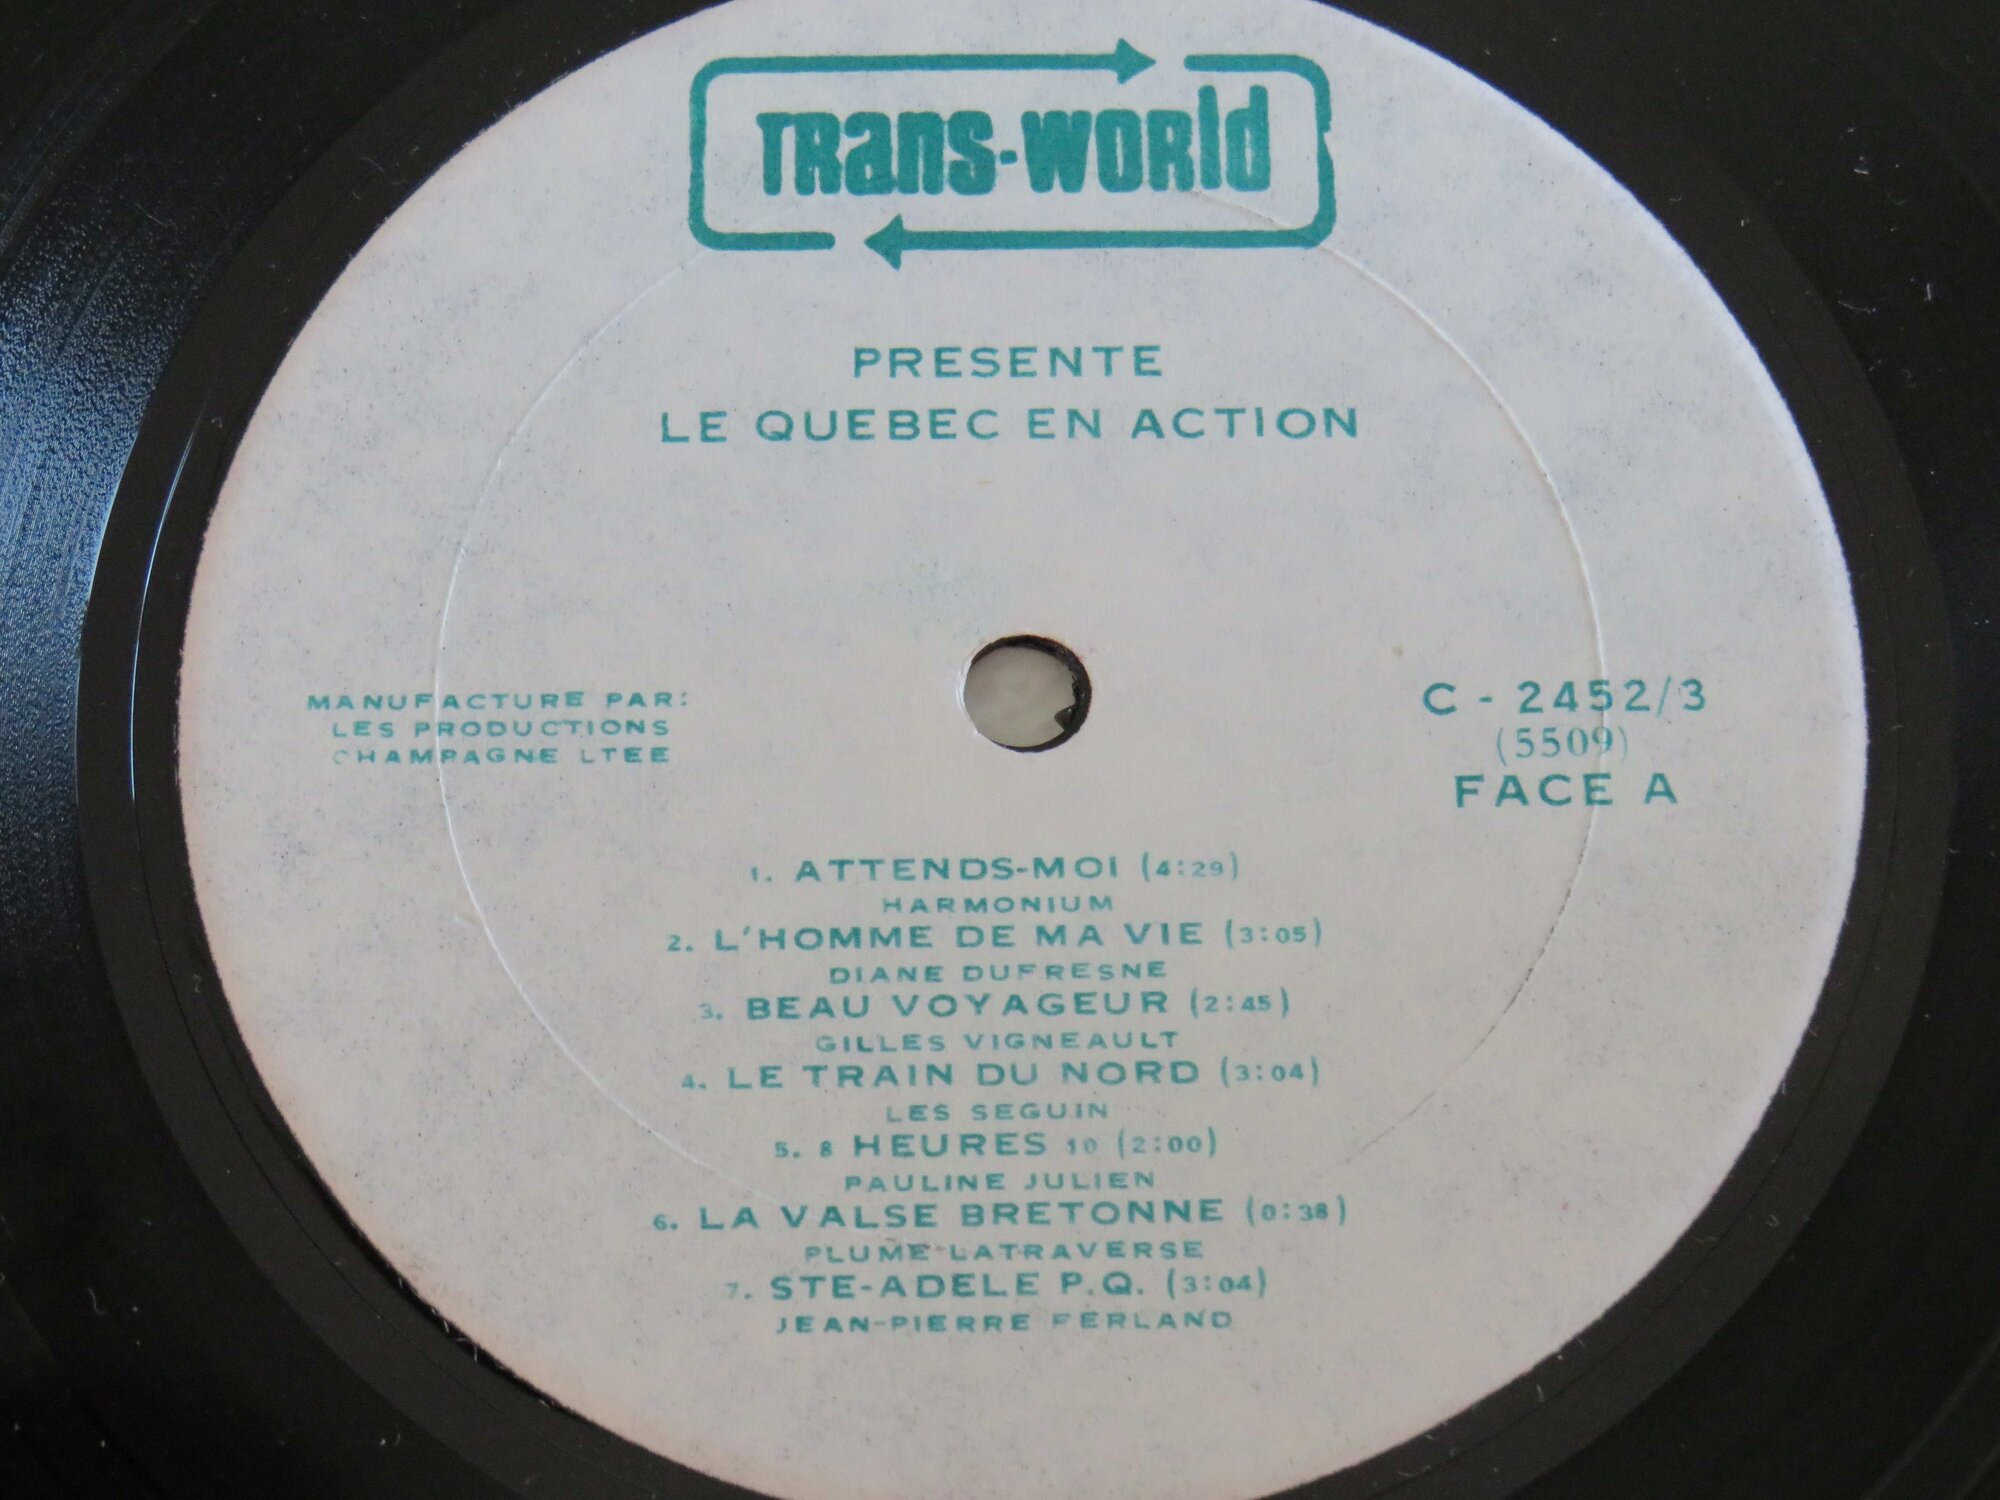 TRans-WORld
PRESENTE
LE QUEBEC EN ACTION
MANUFACTURE PAR:
LES PRODUCTIONS
CHAMPAGNE LTEE
C - 2452/3
(5509)
FACE A
1. ATTENDS-MOI (4:29)
HARMONIUM
2. L'HOMME DE MA VIE (3:05)
DIANE DUFRESNE
3. BEAU VOYAGEUR (2:45)
GILLES VIGNEAULT
4. LE TRAIN DU NORD (3:04)
LES SEGUIN
5. 8 HEURES 10 (2:00)
PAULINE JULIEN
6. LA VALSE BRETONNE (0:38)
PLUME LATRAVERSE
7. STE-ADELE P.Q. (3:04)
JEAN-PIERRE FERLAND